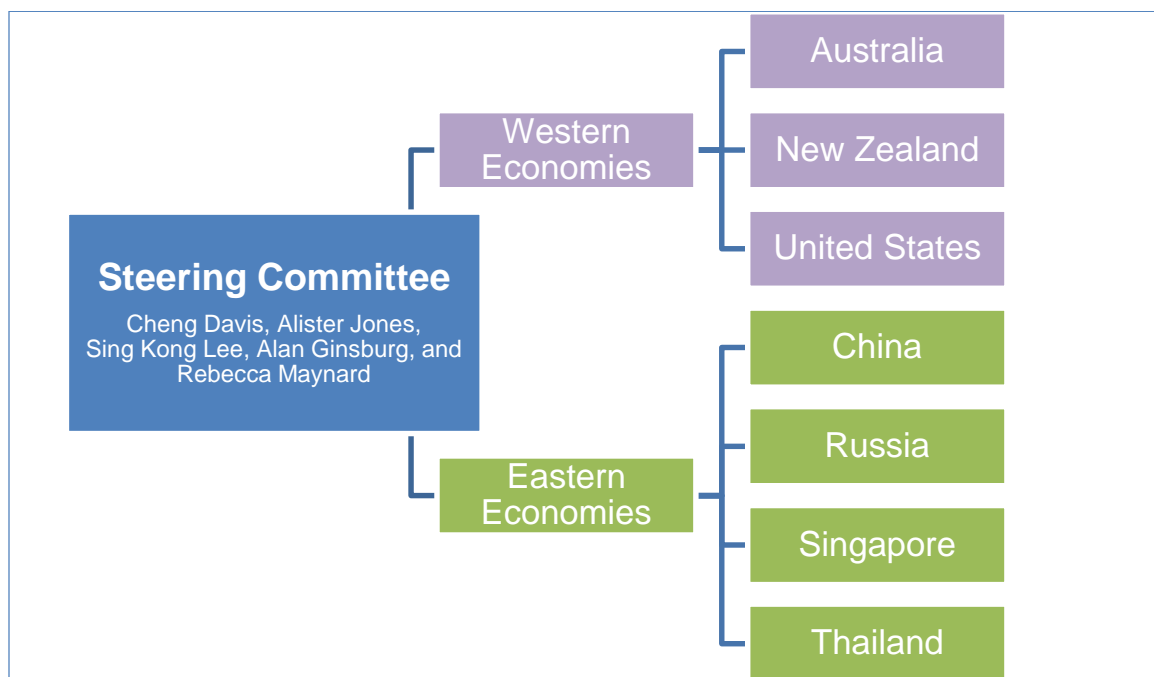 Australia
Western
Economies
New Zealand
United States
Steering Committee
Cheng Davis, Alister Jones,
Sing Kong Lee, Alan Ginsburg, and
Rebecca Maynard
China
Russia
Eastern
Economies
Singapore
Thailand